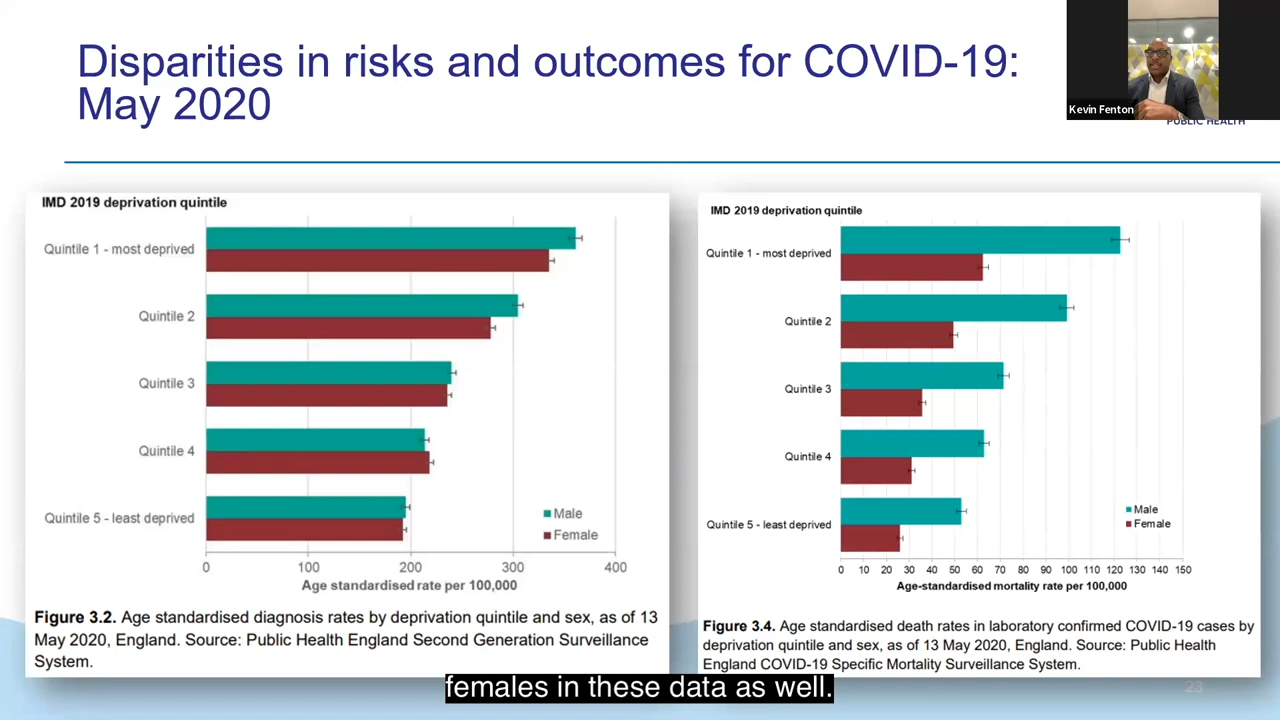 Disparities in risks and outcomes for COVID-19:
May 2020
Kevin Fenton
PUBLIC HEALTH
IMD 2019 deprivation quintile
Quintile 1 - most deprived
Quintile 2
Quintile 3
Quintile 4
Quintile 5 - least deprived
Male
Female
0 100 200 300 400
Age standardised rate per 100,000
Figure 3.2. Age standardised diagnosis rates by deprivation quintile and sex, as of 13
May 2020, England. Source: Public Health England Second Generation Surveillance
System.
IMD 2019 deprivation quintile
Quintile 1 - most deprived
Quintile 2
Quintile 3
Quintile 4
Quintile 5 - least deprived
Male
Female
0 10 20 30 40 50 60 70 80 90 100 110 120 130 140 150
Age-standardised mortality rate per 100,000
Figure 3.4. Age standardised death rates in laboratory confirmed COVID-19 cases by
deprivation quintile and sex, as of 13 May 2020, England. Source: Public Health
England COVID-19 Specific Mortality Surveillance System.
females in these data as well.
23